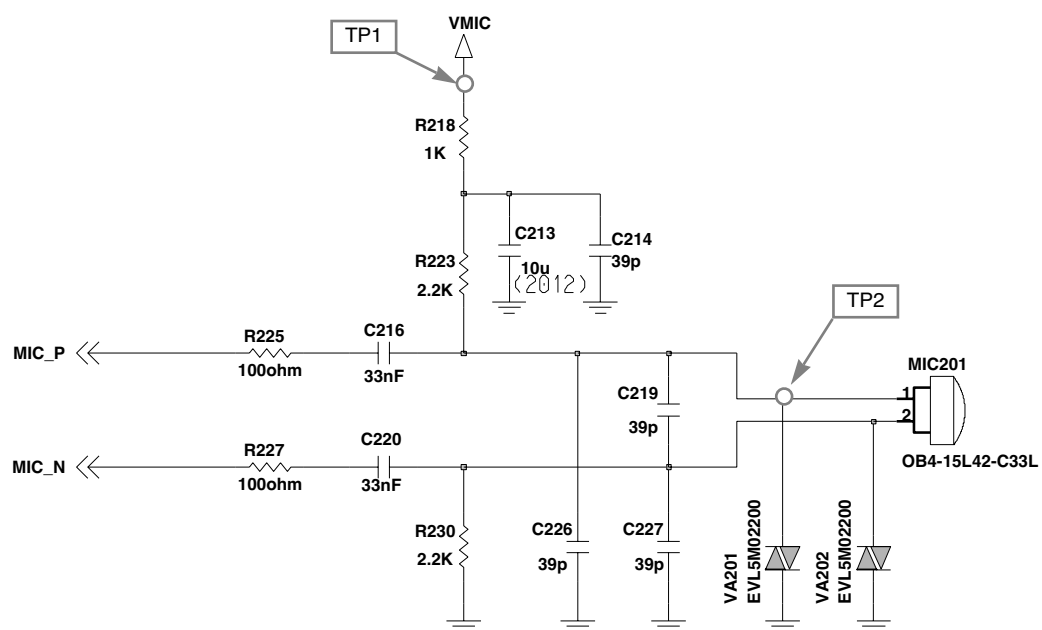 VMIC
TP1
R218
1K
C213
10u
(2012)
C214
39p
R223
2.2K
TP2
MIC_P
R225
100ohm
C216
33nF
MIC201
1
2
OB4-15L42-C33L
C219
39p
MIC_N
R227
100ohm
C220
33nF
R230
2.2K
C226
39p
C227
39p
VA201
EVL5M02200
VA202
EVL5M02200